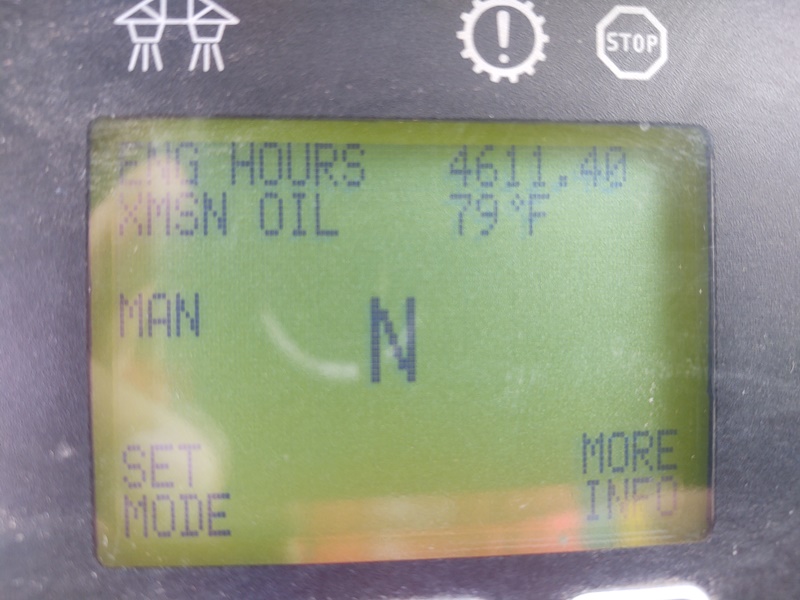 STOP
ENG HOURS 4611.40
XMSN OIL 79°F
MAN N
SET MODE
MORE INFO